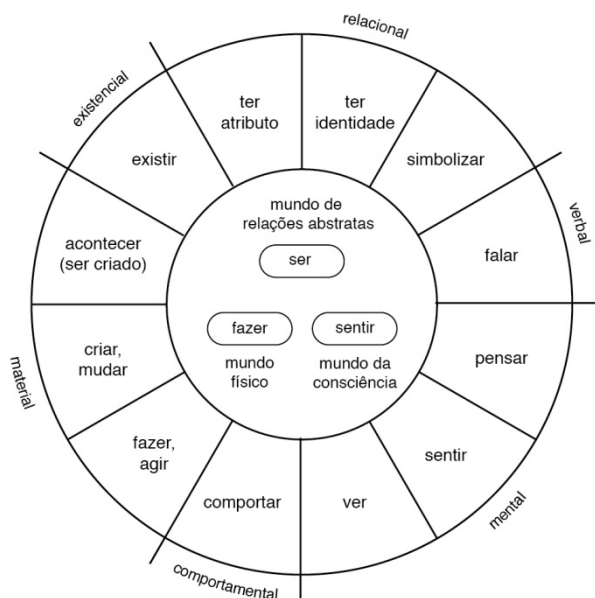 relacional
existencial
ter
atributo
ter
identidade
existir
simbolizar
verbal
mundo de
relações abstratas
ser
acontecer
(ser criado)
falar
fazer
sentir
mundo
físico
mundo da
consciência
criar,
mudar
pensar
material
fazer,
agir
sentir
mental
comportar
ver
comportamental